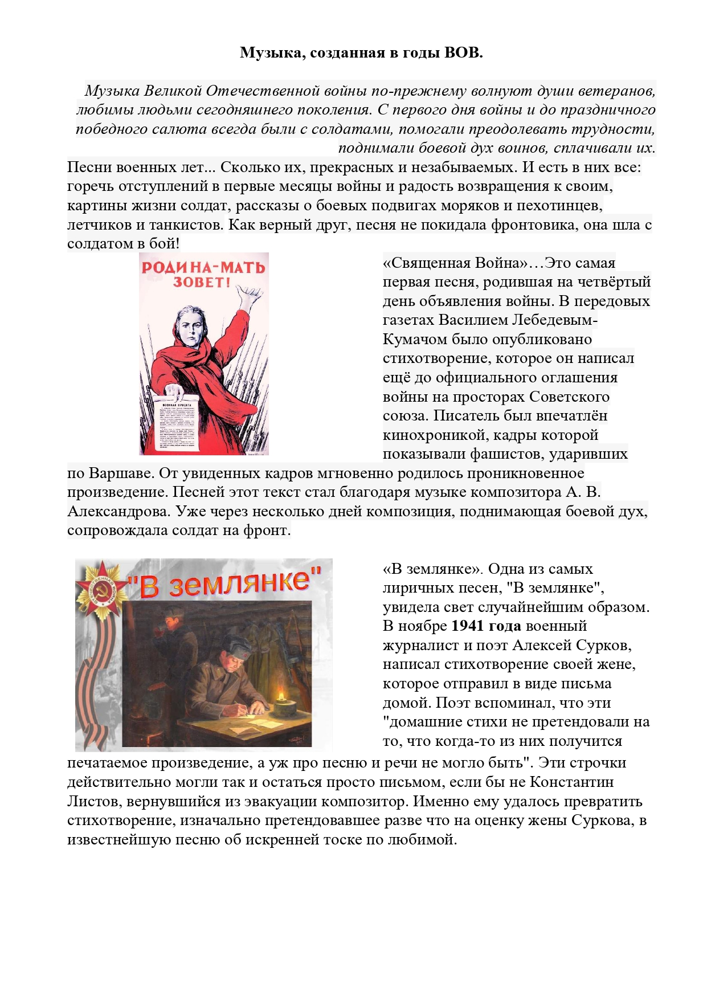 Музыка, созданная в годы ВОВ.
Музыка Великой Отечественной войны по-прежнему волнуют души ветеранов,
любимы людьми сегодняшнего поколения. С первого дня войны и до праздничного
победного салюта всегда были с солдатами, помогали преодолевать трудности,
поднимали боевой дух воинов, сплачивали их.
Песни военных лет... Сколько их, прекрасных и незабываемых. И есть в них все:
горечь отступлений в первые месяцы войны и радость возвращения к своим,
картины жизни солдат, рассказы о боевых подвигах моряков и пехотинцев,
летчиков и танкистов. Как верный друг, песня не покидала фронтовика, она шла с
солдатом в бой!
РОДИНА-МАТЬ
ЗОВЕТ!
ВОЕННАЯ ПРИСЯГА
«Священная Война»…Это самая
первая песня, родившая на четвёртый
день объявления войны. В передовых
газетах Василием Лебедевым-
Кумачом было опубликовано
стихотворение, которое он написал
ещё до официального оглашения
войны на просторах Советского
союза. Писатель был впечатлён
кинохроникой, кадры которой
показывали фашистов, ударивших
по Варшаве. От увиденных кадров мгновенно родилось проникновенное
произведение. Песней этот текст стал благодаря музыке композитора А. В.
Александрова. Уже через несколько дней композиция, поднимающая боевой дух,
сопровождала солдат на фронт.
"В землянке"
«В землянке». Одна из самых
лиричных песен, "В землянке",
увидела свет случайнейшим образом.
В ноябре 1941 года военный
журналист и поэт Алексей Сурков,
написал стихотворение своей жене,
которое отправил в виде письма
домой. Поэт вспоминал, что эти
"домашние стихи не претендовали на
то, что когда-то из них получится
печатаемое произведение, а уж про песню и речи не могло быть". Эти строчки
действительно могли так и остаться просто письмом, если бы не Константин
Листов, вернувшийся из эвакуации композитор. Именно ему удалось превратить
стихотворение, изначально претендовавшее разве что на оценку жены Суркова, в
известнейшую песню об искренней тоске по любимой.